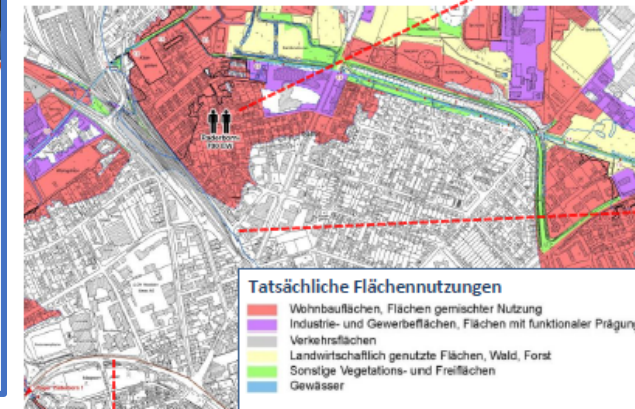 Paderborn
Tatsächliche Flächennutzungen
Wohnbauflächen, Flächen gemischter Nutzung
Industrie- und Gewerbeflächen, Flächen mit funktionaler Prägung
Verkehrsflächen
Landwirtschaftlich genutzte Flächen, Wald, Forst
Sonstige Vegetations- und Freiflächen
Gewässer